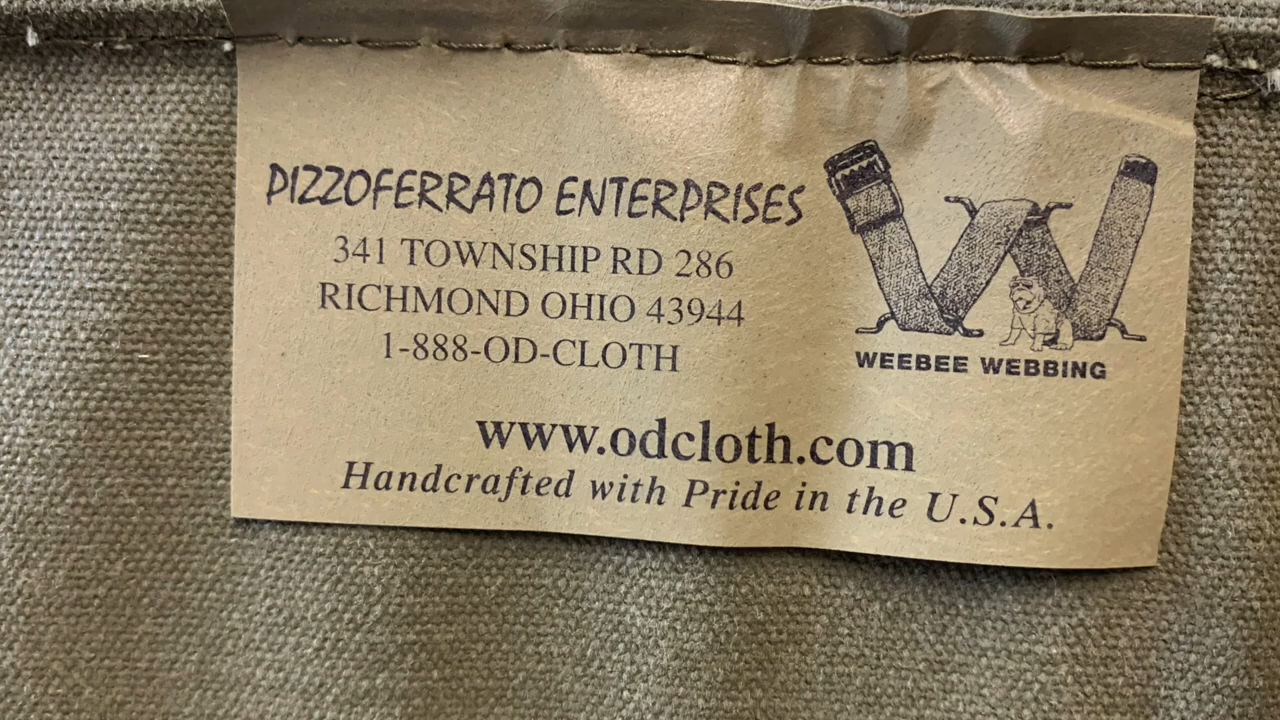 PIZZOFERRATO ENTERPRISES
341 TOWNSHIP RD 286
RICHMOND OHIO 43944
1-888-OD-CLOTH
WEEBEE WEBBING
www.odcloth.com
Handcrafted with Pride in the U.S.A.